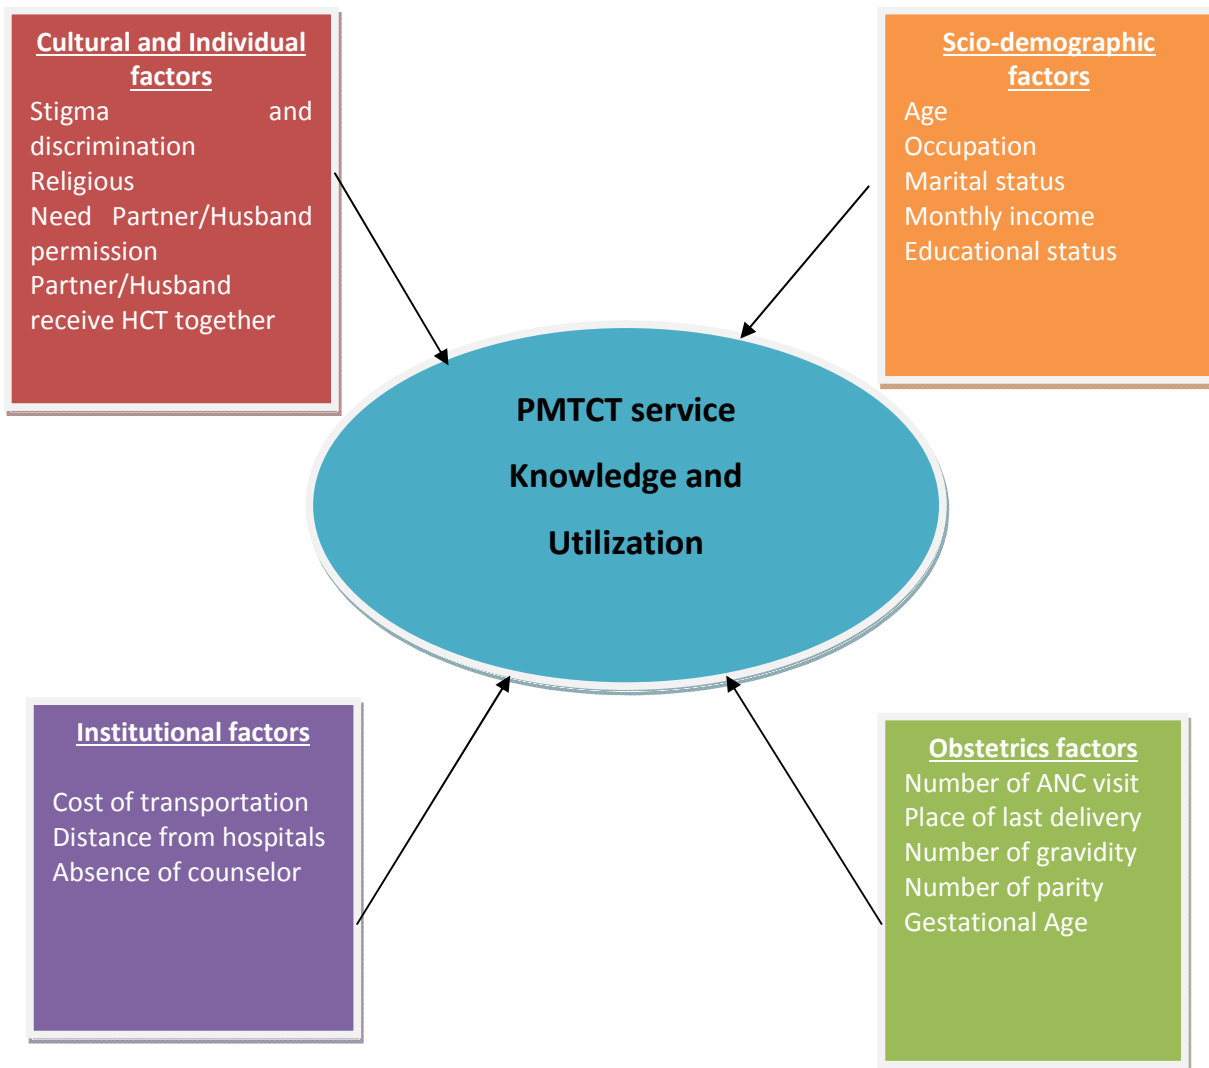 Cultural and Individual
factors
Stigma and
discrimination
Religious
Need Partner/Husband
permission
Partner/Husband
receive HCT together
Scio-demographic
factors
Age
Occupation
Marital status
Monthly income
Educational status
PMTCT service
Knowledge and
Utilization
Institutional factors
Cost of transportation
Distance from hospitals
Absence of counselor
Obstetrics factors
Number of ANC visit
Place of last delivery
Number of gravidity
Number of parity
Gestational Age